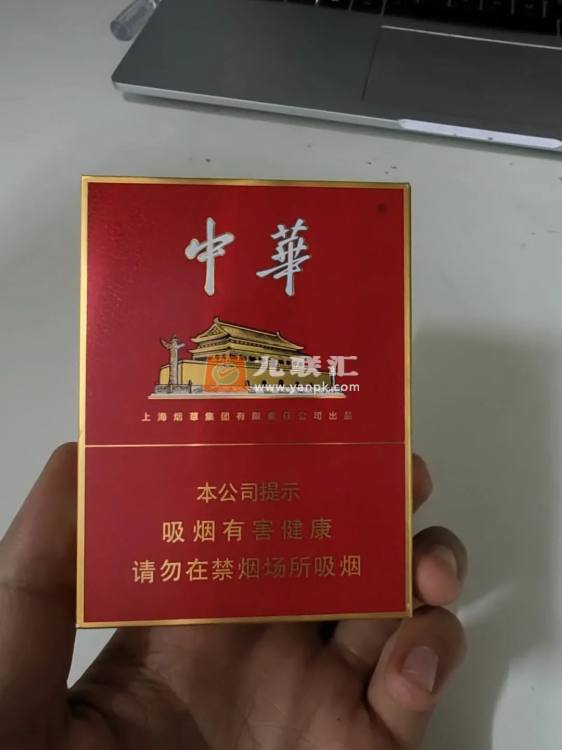 中華
九联汇
www.yanpk.com
上海烟草集团有限责任公司出品
本公司提示
吸烟有害健康
请勿在禁烟场所吸烟